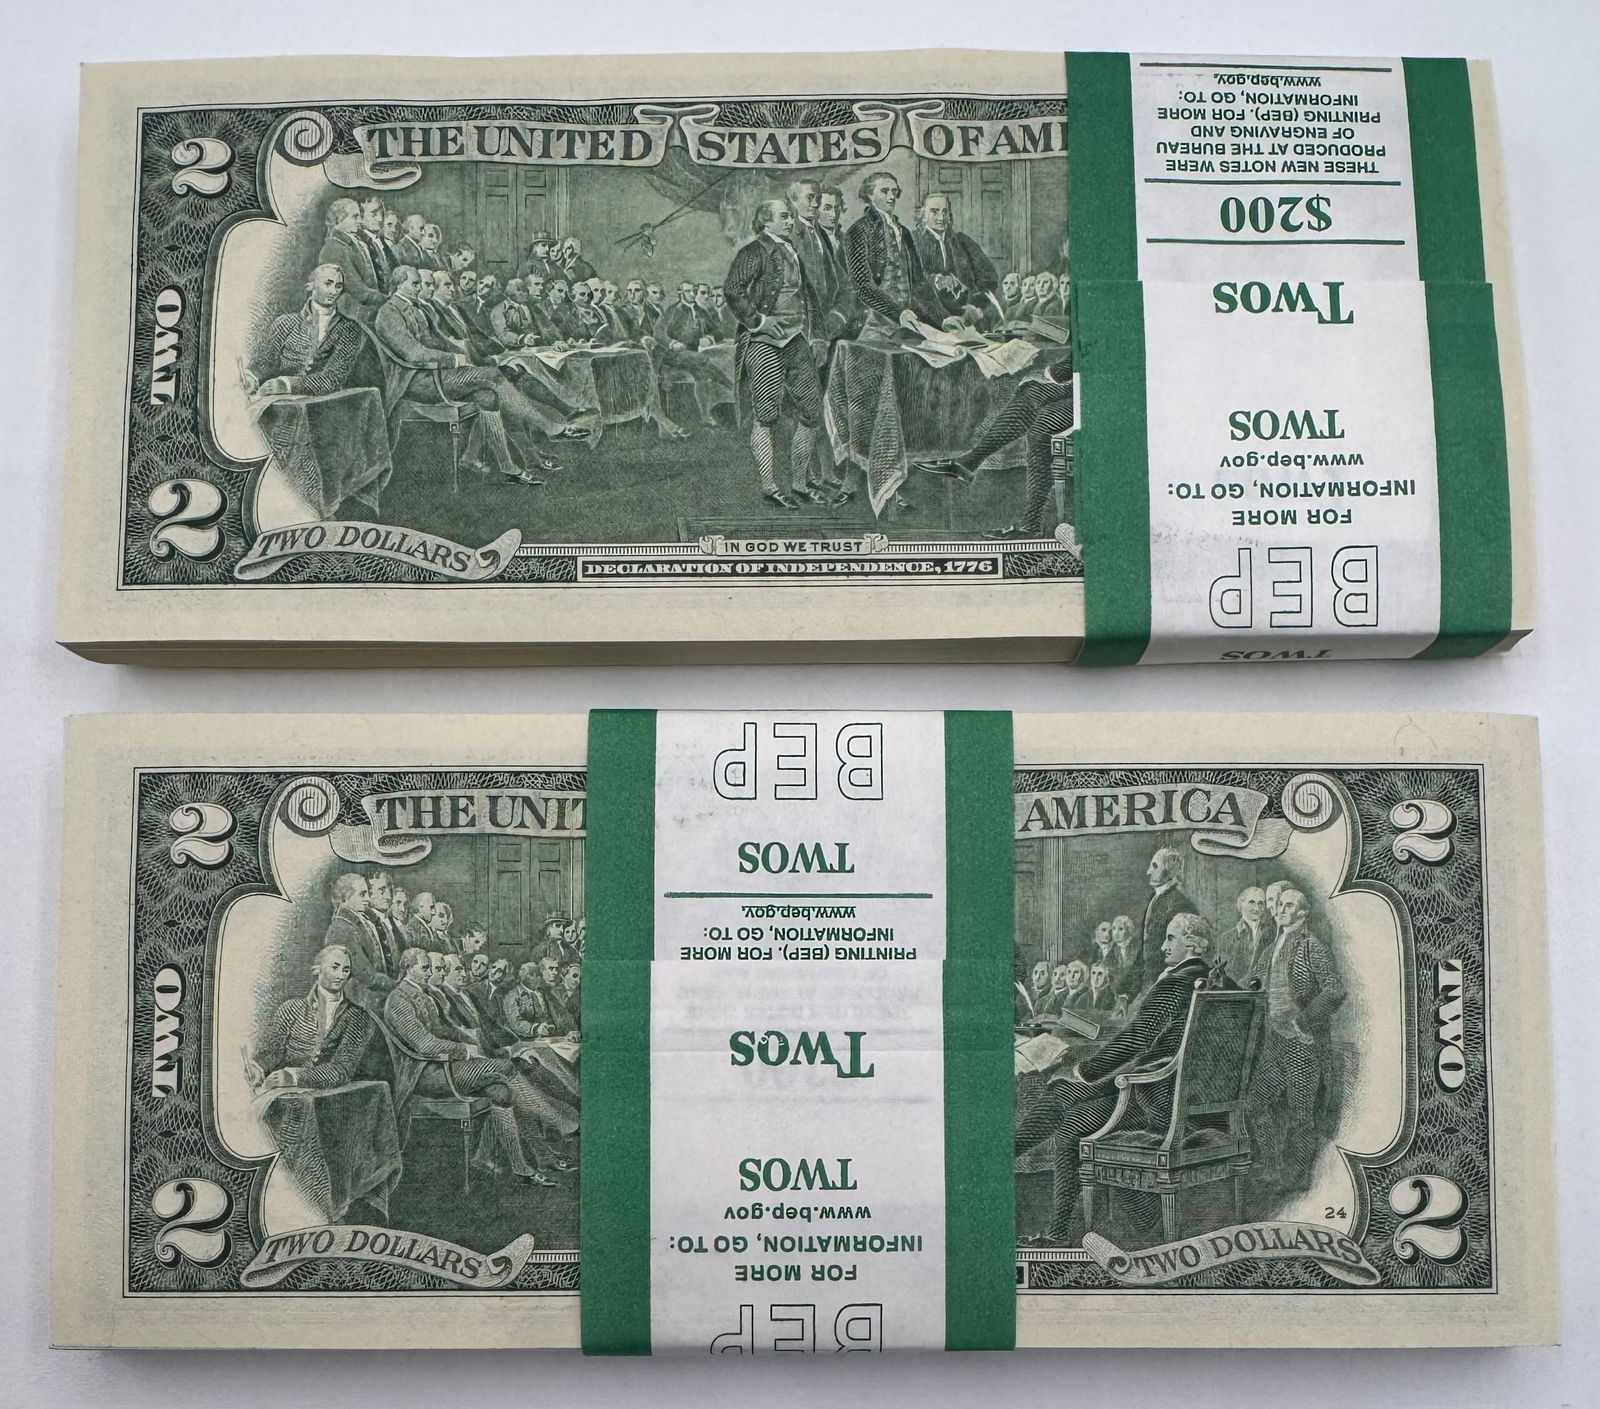 THE UNITED STATES OF AM
2
TWO
2
TWO DOLLARS
IN GOD WE TRUST
DECLARATION OF INDEPENDENCE, 1776
BEP
FOR MORE
INFORMATION, GO TO:
www.bep.gov
TWOS
TWOS
$200
THESE NEW NOTES WERE
PRODUCED AT THE BUREAU
OF ENGRAVING AND
PRINTING (BEP). FOR MORE
INFORMATION, GO TO:
www.bep.gov.
TWOS
THE UNIT
AMERICA
2
2
TWO
TWO
2
2
TWO DOLLARS
TWO DOLLARS
24
BEP
FOR MORE
INFORMATION, GO TO:
www.bep.gov
TWOS
TWOS
PRINTING (BEP). FOR MORE
INFORMATION, GO TO:
www.bep.gov.
TWOS
BEP